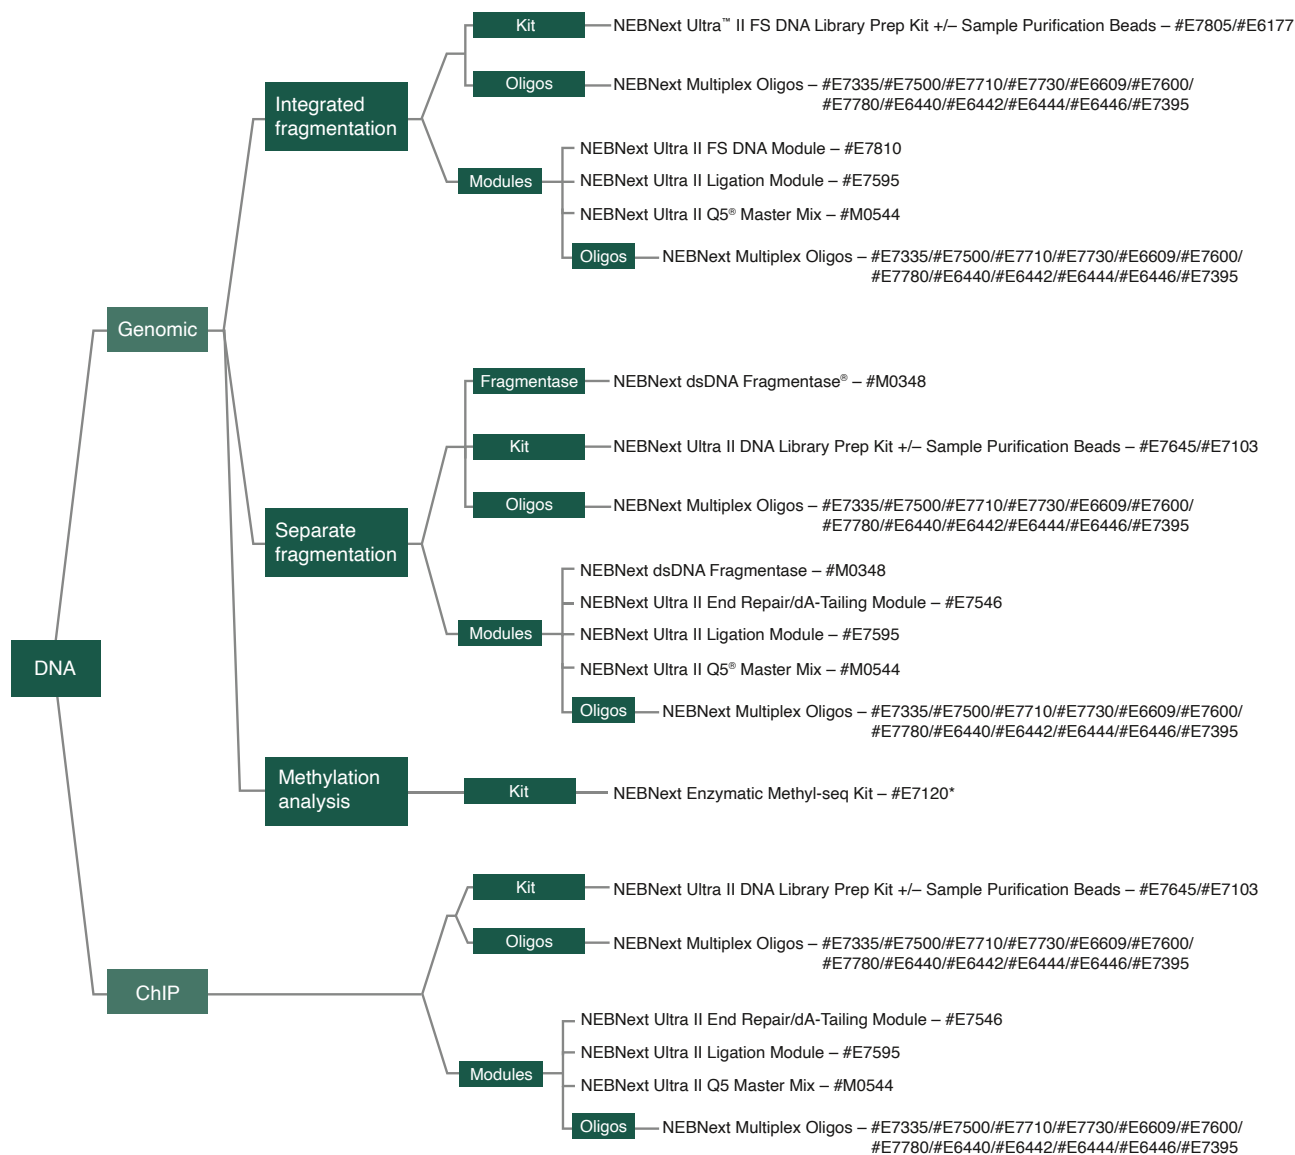 Kit
NEBNext Ultra™ II FS DNA Library Prep Kit +/– Sample Purification Beads – #E7805/#E6177
Oligos
NEBNext Multiplex Oligos – #E7335/#E7500/#E7710/#E7730/#E6609/#E7600/
#E7780/#E6440/#E6442/#E6444/#E6446/#E7395
Integrated
fragmentation
NEBNext Ultra II FS DNA Module – #E7810
Modules
NEBNext Ultra II Ligation Module – #E7595
NEBNext Ultra II Q5® Master Mix – #M0544
Oligos
NEBNext Multiplex Oligos – #E7335/#E7500/#E7710/#E7730/#E6609/#E7600/
#E7780/#E6440/#E6442/#E6444/#E6446/#E7395
Genomic
Fragmentase
NEBNext dsDNA Fragmentase® – #M0348
Kit
NEBNext Ultra II DNA Library Prep Kit +/– Sample Purification Beads – #E7645/#E7103
Oligos
NEBNext Multiplex Oligos – #E7335/#E7500/#E7710/#E7730/#E6609/#E7600/
#E7780/#E6440/#E6442/#E6444/#E6446/#E7395
Separate
fragmentation
NEBNext dsDNA Fragmentase – #M0348
NEBNext Ultra II End Repair/dA-Tailing Module – #E7546
Modules
NEBNext Ultra II Ligation Module – #E7595
NEBNext Ultra II Q5® Master Mix – #M0544
Oligos
NEBNext Multiplex Oligos – #E7335/#E7500/#E7710/#E7730/#E6609/#E7600/
#E7780/#E6440/#E6442/#E6444/#E6446/#E7395
DNA
Methylation
analysis
Kit
NEBNext Enzymatic Methyl-seq Kit – #E7120*
Kit
NEBNext Ultra II DNA Library Prep Kit +/– Sample Purification Beads – #E7645/#E7103
Oligos
NEBNext Multiplex Oligos – #E7335/#E7500/#E7710/#E7730/#E6609/#E7600/
#E7780/#E6440/#E6442/#E6444/#E6446/#E7395
ChIP
NEBNext Ultra II End Repair/dA-Tailing Module – #E7546
NEBNext Ultra II Ligation Module – #E7595
Modules
NEBNext Ultra II Q5 Master Mix – #M0544
Oligos
NEBNext Multiplex Oligos – #E7335/#E7500/#E7710/#E7730/#E6609/#E7600/
#E7780/#E6440/#E6442/#E6444/#E6446/#E7395